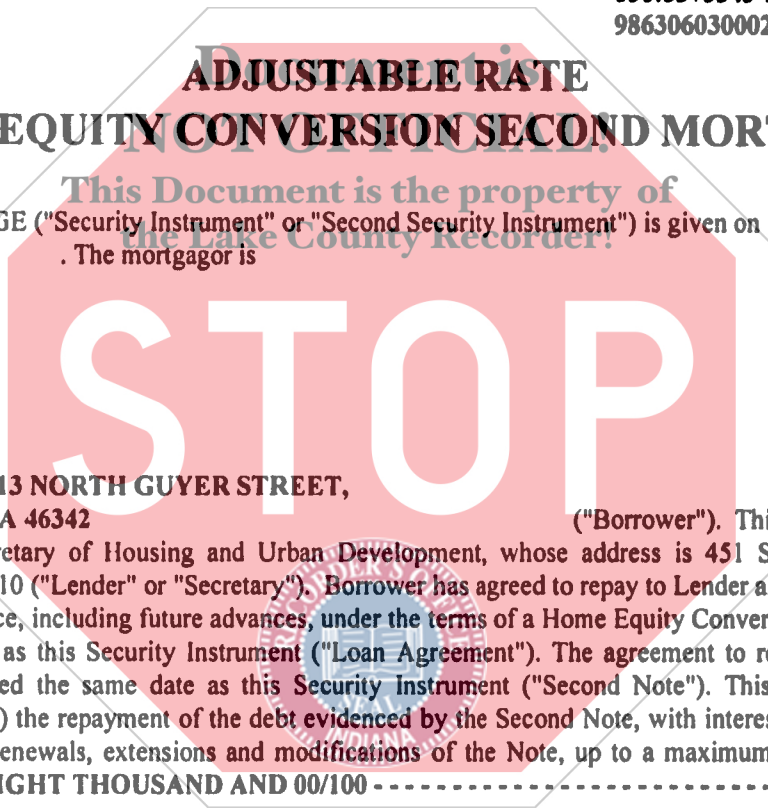 986306030002
Document is
ADJUSTABLE RATE
NOT OFFICIAL!
EQUITY CONVERSION SECOND MOR
This Document is the property of
GE ("Security Instrument" or "Second Security Instrument") is given on
the Lake County Recorder!
. The mortgagor is
STOP
13 NORTH GUYER STREET,
A 46342 ("Borrower"). Thi
retary of Housing and Urban Development, whose address is 451 S
10 ("Lender" or "Secretary"). Borrower has agreed to repay to Lender a
ce, including future advances, under the terms of a Home Equity Conver
as this Security Instrument ("Loan Agreement"). The agreement to re
ed the same date as this Security Instrument ("Second Note"). This
) the repayment of the debt evidenced by the Second Note, with interes
enewals, extensions and modifications of the Note, up to a maximum
IGHT THOUSAND AND 00/100 - - - - - - - - - - - - - - - - - - - - - - - - - - -
RECORDER'S OFFICE
SEAL
INDIANA